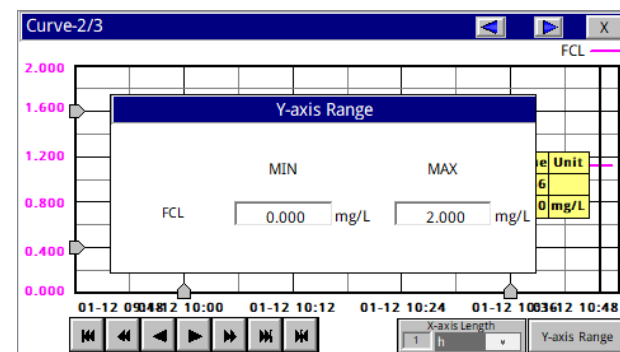 Curve-2/3 X
FCL
2.000
1.600
Y-axis Range
MIN MAX
1.200
e Unit
6
0.800
FCL 0.000 mg/L 2.000 mg/L
0 mg/L
0.400
0.000
01-12 10:00 01-12 10:12 01-12 10:24 01-12 10:48
X-axis Length
1 h
Y-axis Range